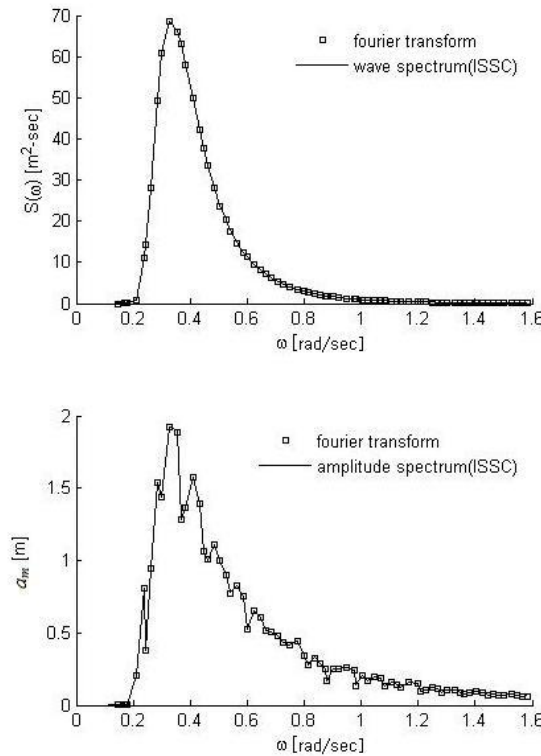 70
60
50
40
30
20
10
0
S(ω) [m²-sec]
fourier transform
wave spectrum(ISSC)
0 0.2 0.4 0.6 0.8 1 1.2 1.4 1.6
ω [rad/sec]
2
1.5
1
0.5
0
aₘ [m]
fourier transform
amplitude spectrum(ISSC)
0 0.2 0.4 0.6 0.8 1 1.2 1.4 1.6
ω [rad/sec]